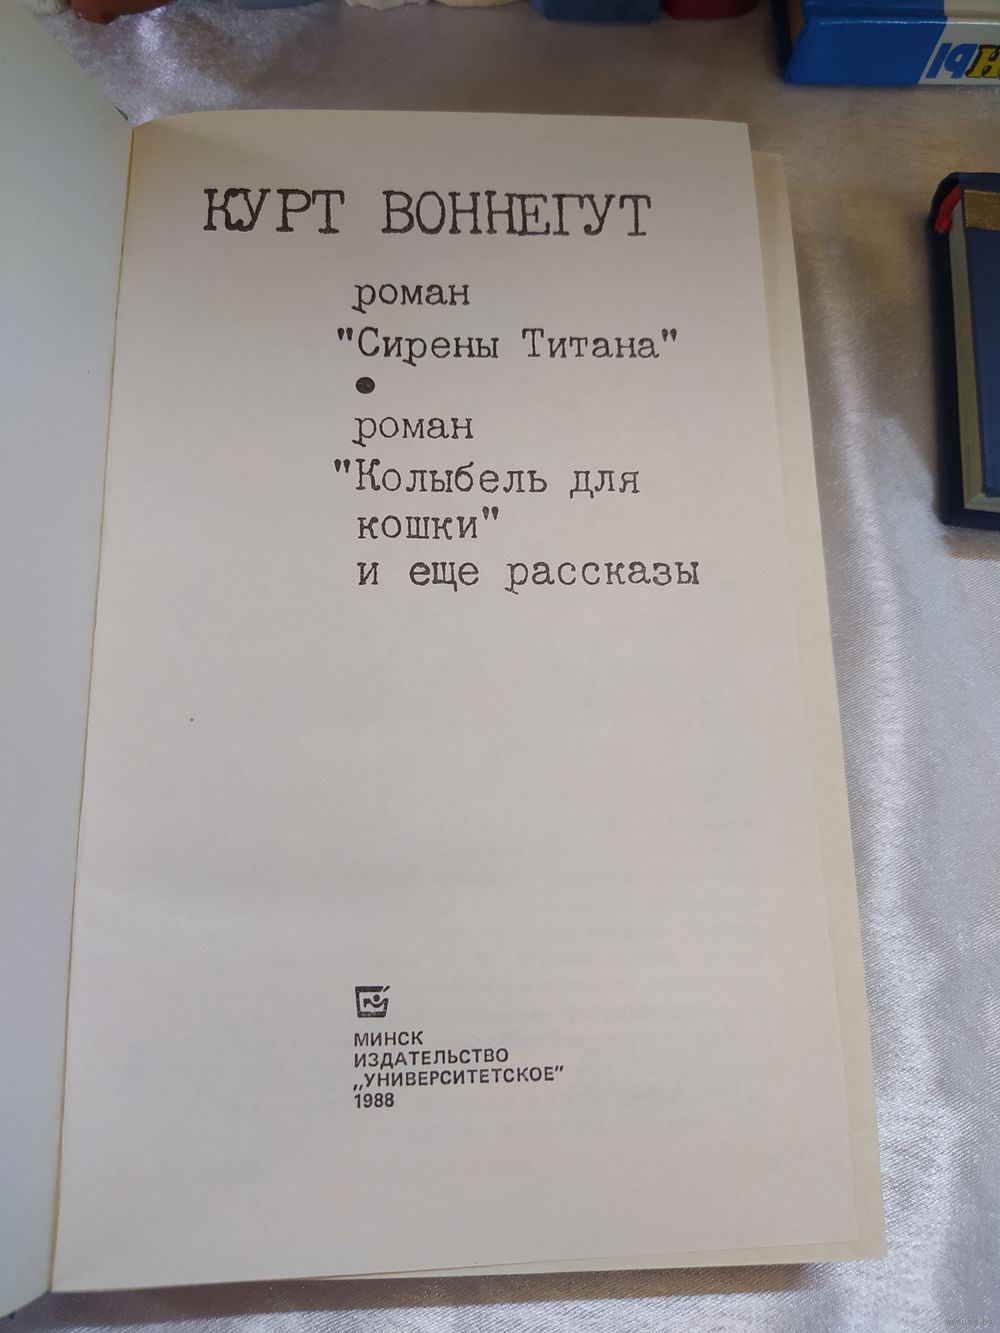 КУРТ ВОННЕГУТ
роман
"Сирены Титана"
роман
"Колыбель для
кошки"
и еще рассказы
МИНСК
ИЗДАТЕЛЬСТВО
„УНИВЕРСИТЕТСКОЕ”
1988